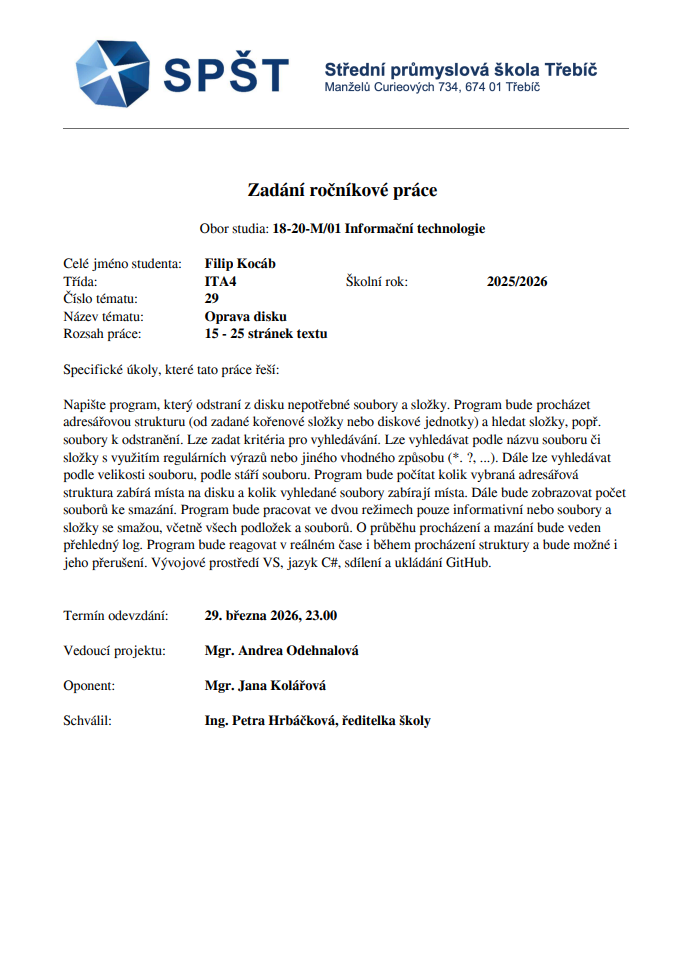 SPŠT
Střední průmyslová škola Třebíč
Manželů Curieových 734, 674 01 Třebíč
Zadání ročníkové práce
Obor studia: 18-20-M/01 Informační technologie
Celé jméno studenta: Filip Kocáb
Třída: ITA4 Školní rok: 2025/2026
Číslo tématu: 29
Název tématu: Oprava disku
Rozsah práce: 15 - 25 stránek textu
Specifické úkoly, které tato práce řeší:
Napište program, který odstraní z disku nepotřebné soubory a složky. Program bude procházet
adresářovou strukturu (od zadané kořenové složky nebo diskové jednotky) a hledat složky, popř.
soubory k odstranění. Lze zadat kritéria pro vyhledávání. Lze vyhledávat podle názvu souboru či
složky s využitím regulárních výrazů nebo jiného vhodného způsobu (*. ?, ...). Dále lze vyhledávat
podle velikosti souboru, podle stáří souboru. Program bude počítat kolik vybraná adresářová
struktura zabírá místa na disku a kolik vyhledané soubory zabírají místa. Dále bude zobrazovat počet
souborů ke smazání. Program bude pracovat ve dvou režimech pouze informativní nebo soubory a
složky se smažou, včetně všech podložek a souborů. O průběhu procházení a mazání bude veden
přehledný log. Program bude reagovat v reálném čase i během procházení struktury a bude možné i
jeho přerušení. Vývojové prostředí VS, jazyk C#, sdílení a ukládání GitHub.
Termín odevzdání: 29. března 2026, 23.00
Vedoucí projektu: Mgr. Andrea Odehnalová
Oponent: Mgr. Jana Kolářová
Schválil: Ing. Petra Hrbáčková, ředitelka školy